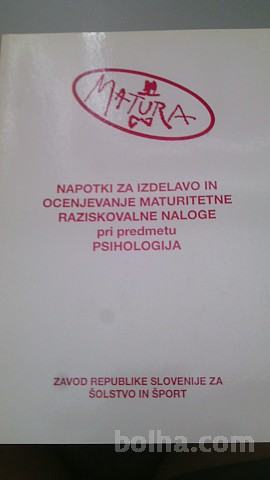 MATURA
NAPOTKI ZA IZDELAVO IN
OCENJEVANJE MATURITETNE
RAZISKOVALNE NALOGE
pri predmetu
PSIHOLOGIJA
ZAVOD REPUBLIKE SLOVENIJE ZA
ŠOLSTVO IN ŠPORT
bolha.com